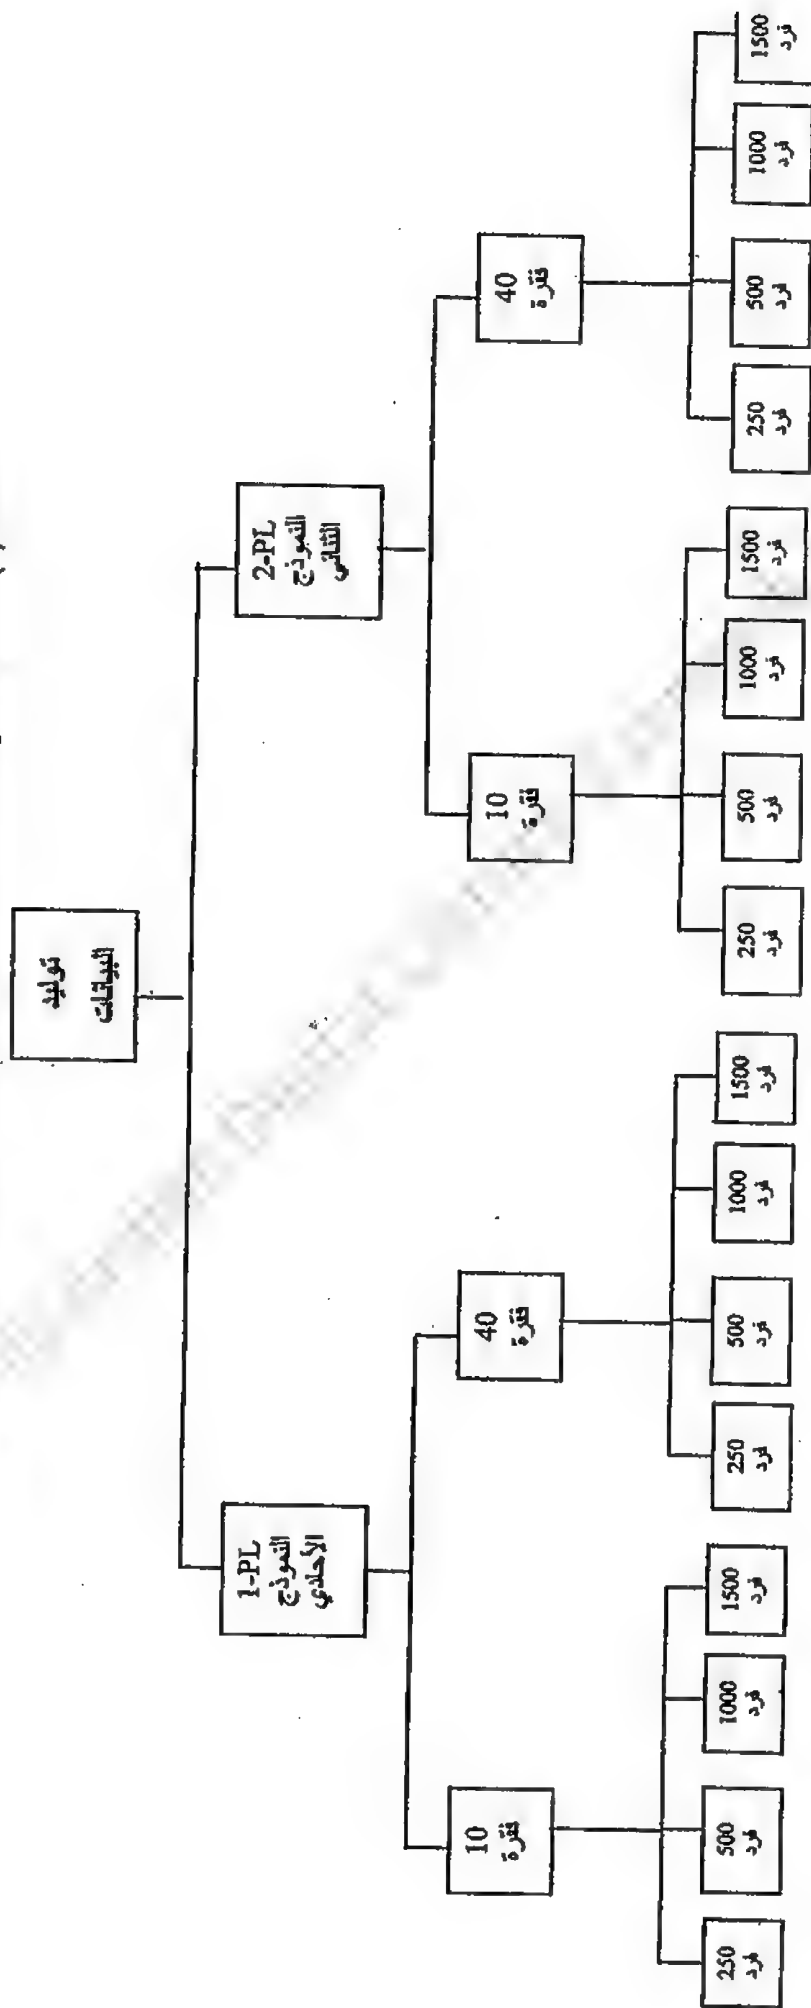 توليد
البيانات
1-PL
النموذج
الأحادي
2-PL
النموذج
الثنائي
10
فقرة
40
فقرة
10
فقرة
40
فقرة
250
فرد
500
فرد
1000
فرد
1500
فرد
250
فرد
500
فرد
1000
فرد
1500
فرد
250
فرد
500
فرد
1000
فرد
1500
فرد
250
فرد
500
فرد
1000
فرد
1500
فرد